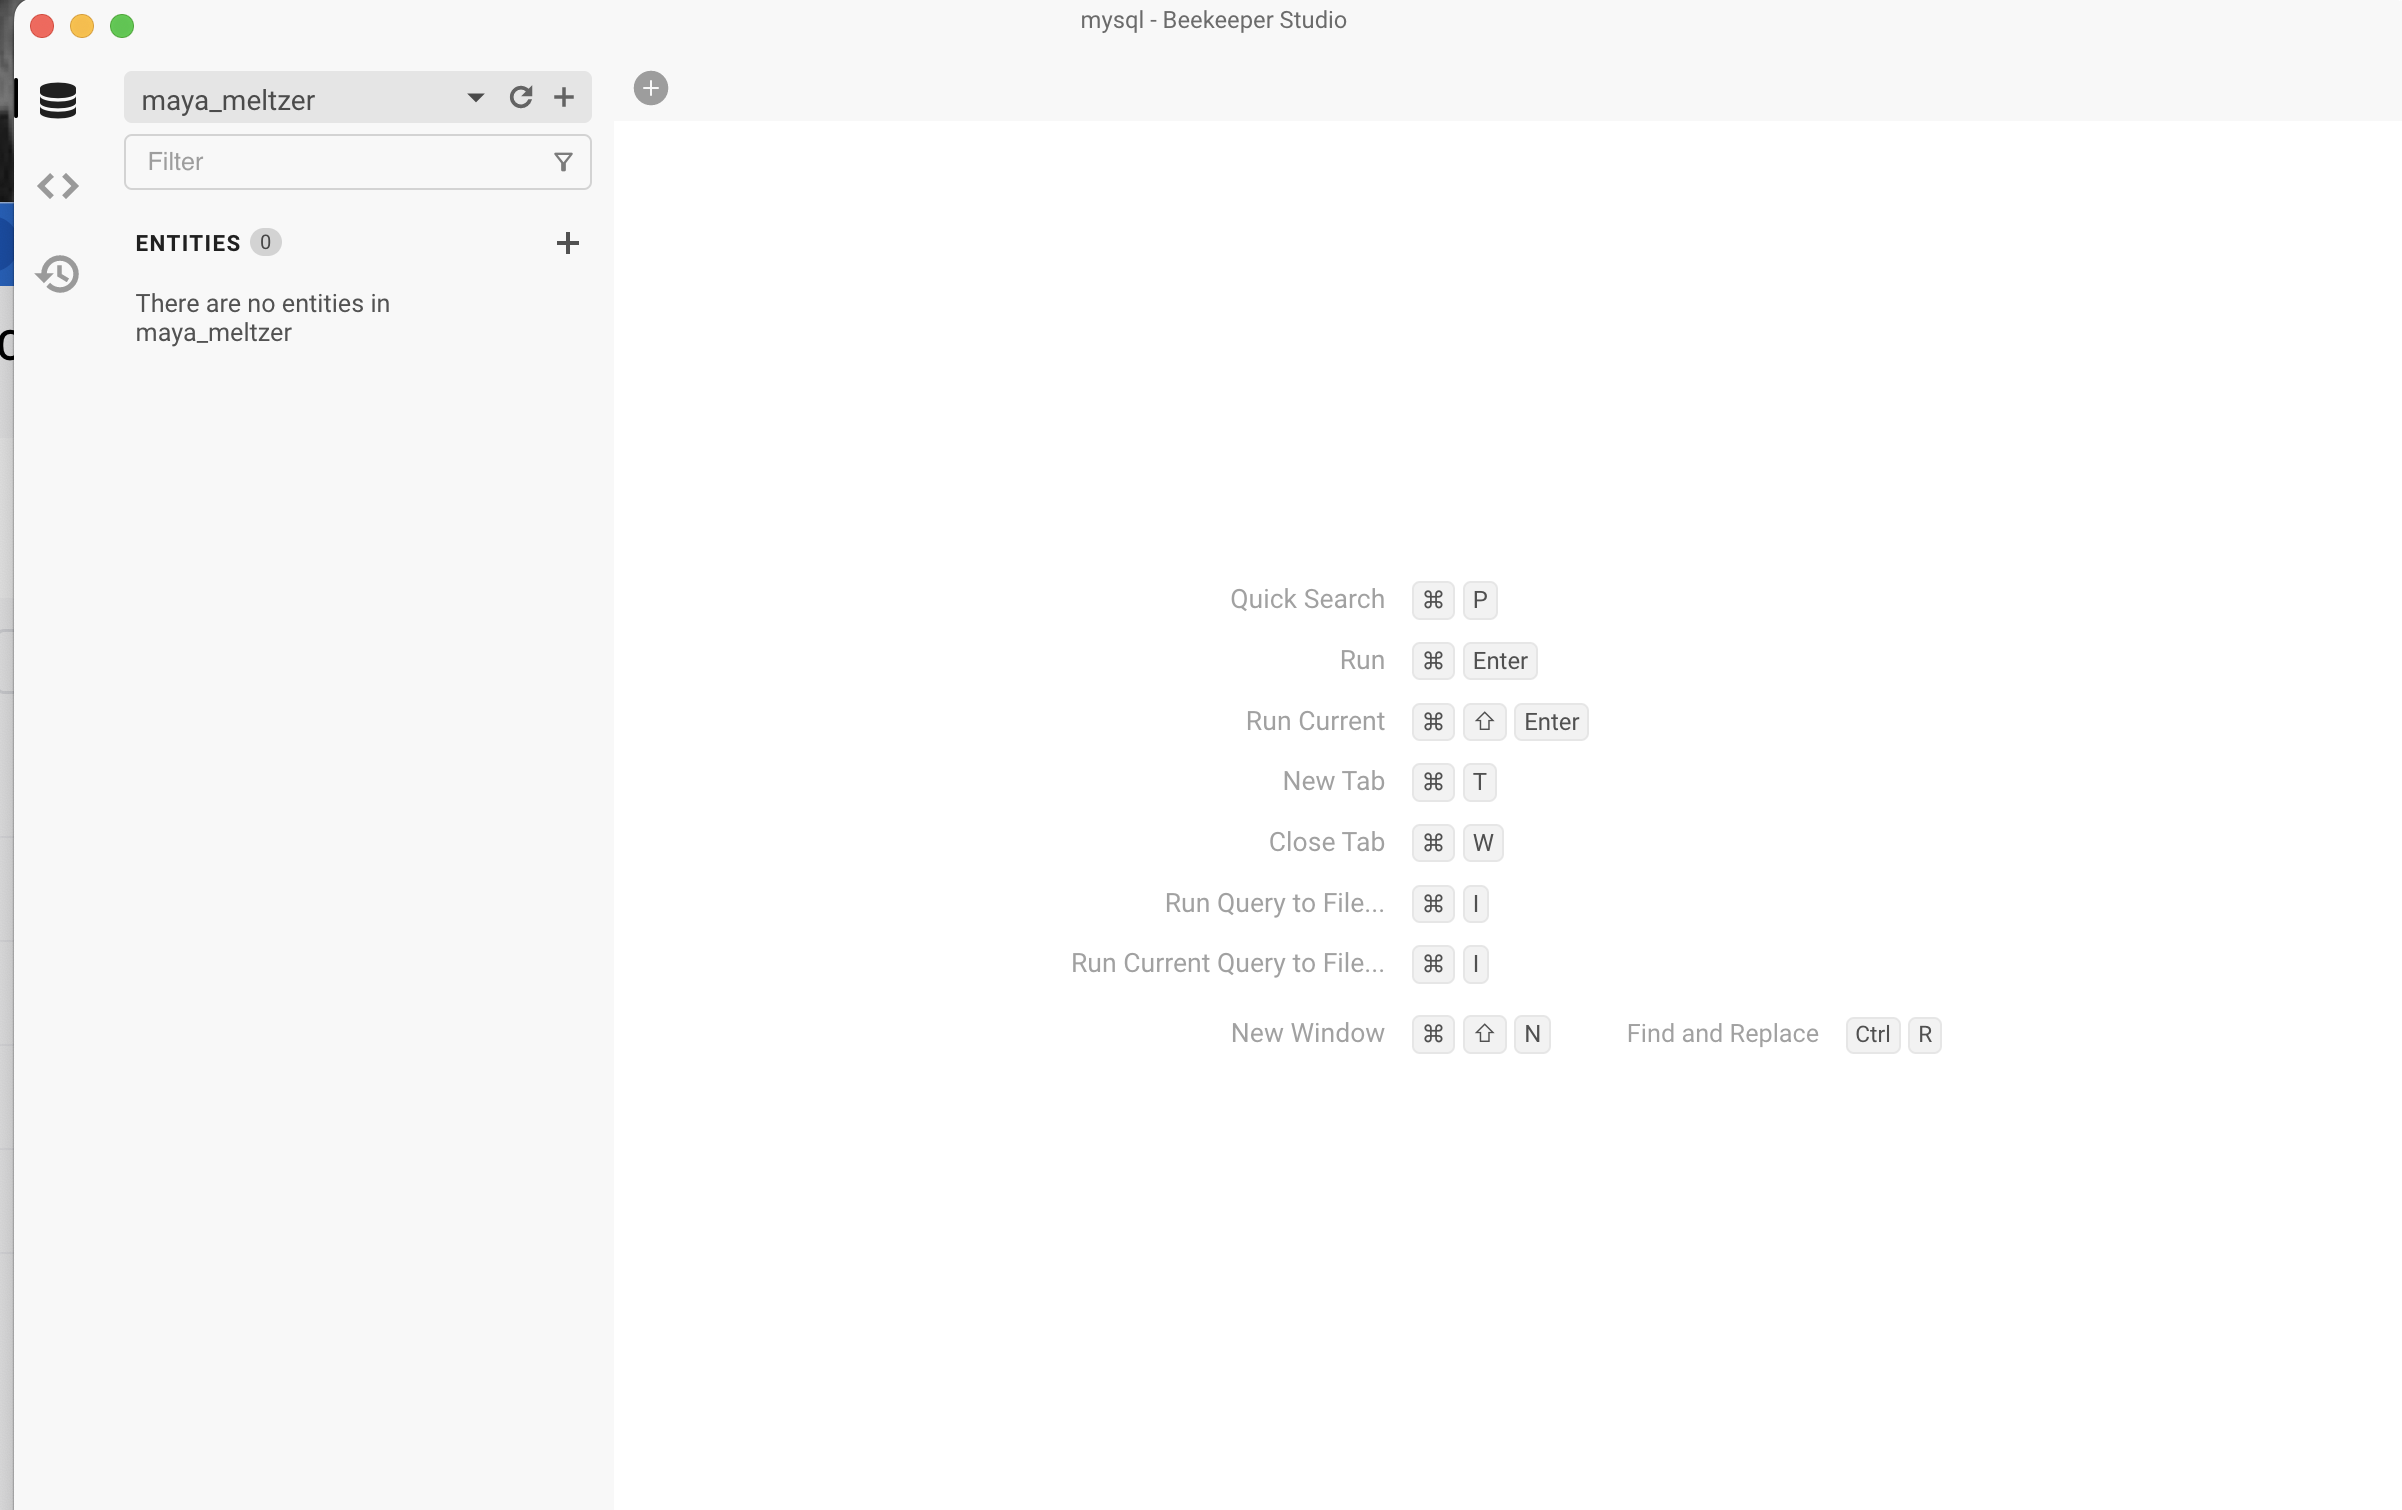 mysql - Beekeeper Studio
maya_meltzer
Filter
ENTITIES 0
There are no entities in
maya_meltzer
Quick Search ⌘ P
Run ⌘ Enter
Run Current ⌘ ⇧ Enter
New Tab ⌘ T
Close Tab ⌘ W
Run Query to File... ⌘ I
Run Current Query to File... ⌘ I
New Window ⌘ ⇧ N Find and Replace Ctrl R